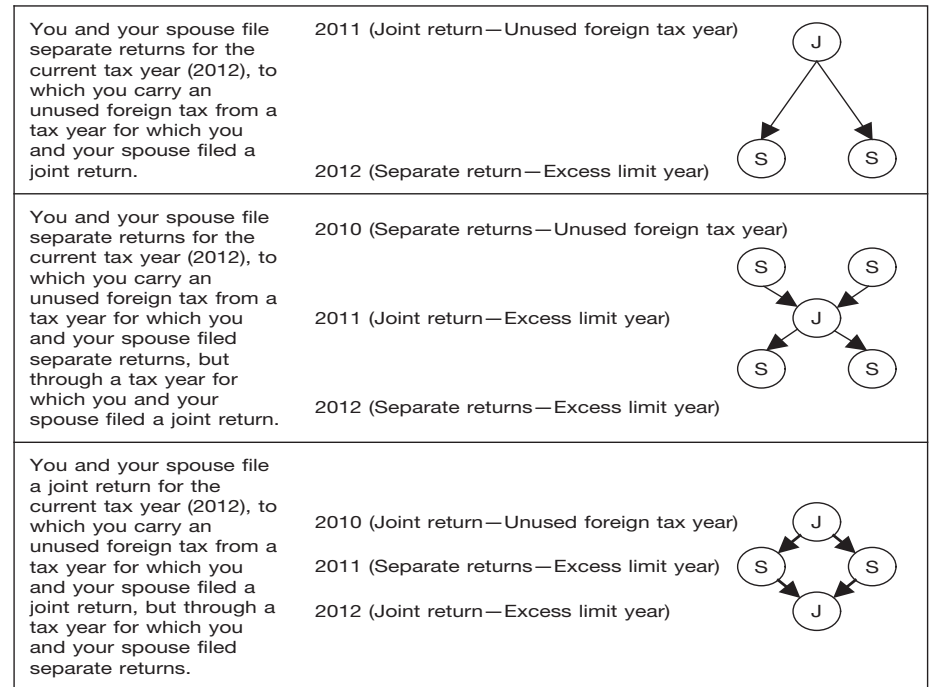 You and your spouse file
separate returns for the
current tax year (2012), to
which you carry an
unused foreign tax from a
tax year for which you
and your spouse filed a
joint return.
2011 (Joint return—Unused foreign tax year)
2012 (Separate return—Excess limit year)
J
S S
You and your spouse file
separate returns for the
current tax year (2012), to
which you carry an
unused foreign tax from a
tax year for which you
and your spouse filed
separate returns, but
through a tax year for
which you and your
spouse filed a joint return.
2010 (Separate returns—Unused foreign tax year)
2011 (Joint return—Excess limit year)
2012 (Separate returns—Excess limit year)
S S
J
S S
You and your spouse file
a joint return for the
current tax year (2012), to
which you carry an
unused foreign tax from a
tax year for which you
and your spouse filed a
joint return, but through a
tax year for which you
and your spouse filed
separate returns.
2010 (Joint return—Unused foreign tax year)
2011 (Separate returns—Excess limit year)
2012 (Joint return—Excess limit year)
J
S S
J